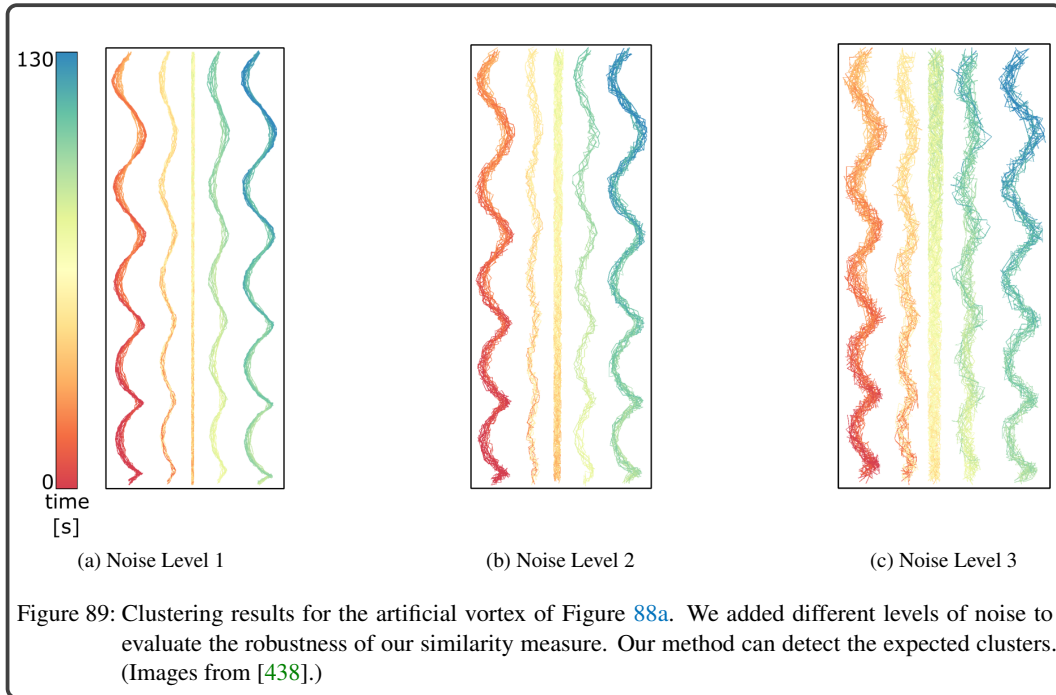 130
0
time
[s]
(a) Noise Level 1
(b) Noise Level 2
(c) Noise Level 3
Figure 89: Clustering results for the artificial vortex of Figure 88a. We added different levels of noise to
evaluate the robustness of our similarity measure. Our method can detect the expected clusters.
(Images from [438].)